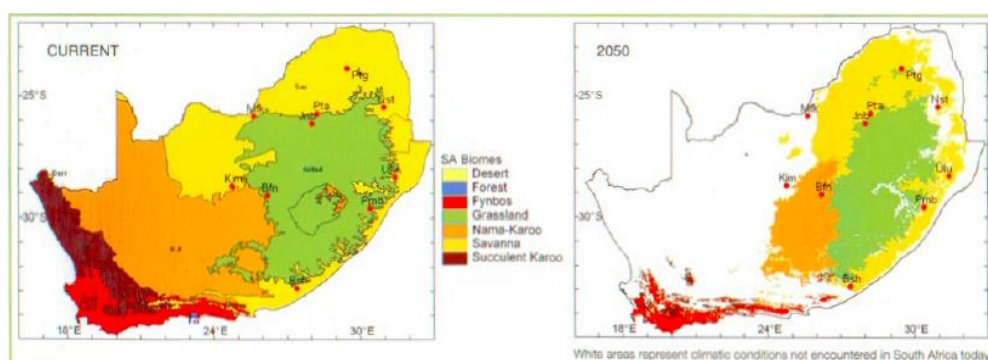 CURRENT
Sav
Ptg
Nst
25°S
Mfk
Pta
Jnb
Kim
Bfn
Ulu
Pmb
30°S
Bsh
18°E
24°E
30°E
SA Biomes
Desert
Forest
Fynbos
Grassland
Nama-Karoo
Savanna
Succulent Karoo
2050
Ptg
Nst
25°S
Mfk
Pta
Jnb
Kim
Bfn
Ulu
Pmb
30°S
Bsh
18°E
24°E
30°E
White areas represent climatic conditions not encountered in South Africa today